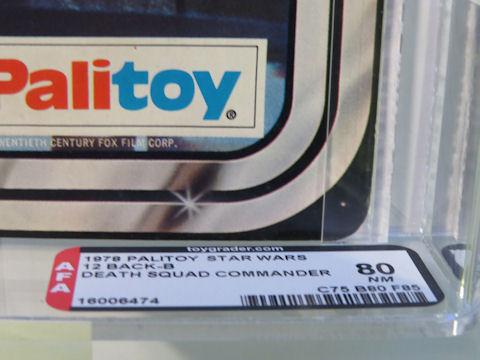 Palitoy®
TWENTIETH CENTURY FOX FILM CORP.
toygrader.com
AFA
1978 PALITOY STAR WARS
12 BACK-B
DEATH SQUAD COMMANDER
16006474
80
NM
C75 B80 F85